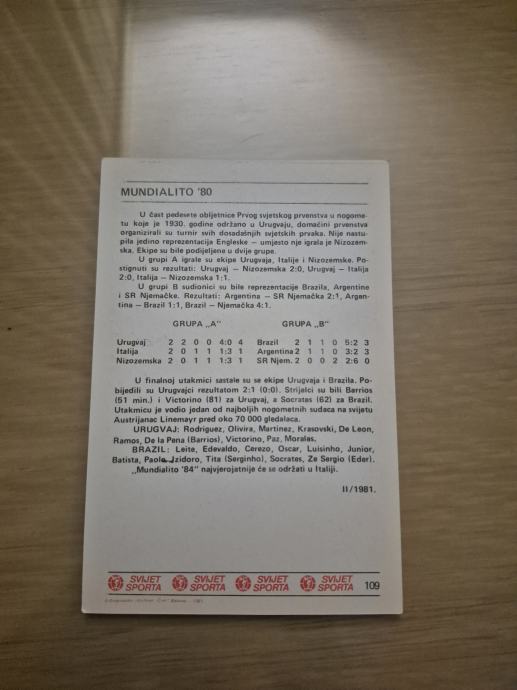 MUNDIALITO '80
U čast pedesete obljetnice Prvog svjetskog prvenstva u nogome-
tu koje je 1930. godine održano u Urugvaju, domaćini prvenstva
organizirali su turnir svih dosadašnjih svjetskih prvaka. Nije nastu-
pila jedino reprezentacija Engleske — umjesto nje igrala je Nizozem-
ska. Ekipe su bile podijeljene u dvije grupe.
U grupi A igrale su ekipe Urugvaja, Italije i Nizozemske. Po-
stignuti su rezultati: Urugvaj — Nizozemska 2:0, Urugvaj — Italija
2:0, Italija — Nizozemska 1:1.
U grupi B sudionici su bile reprezentacije Brazila, Argentine
i SR Njemačke. Rezultati: Argentina — SR Njemačka 2:1, Argen-
tina — Brazil 1:1, Brazil — Njemačka 4:1.
GRUPA „A" GRUPA „B"
Urugvaj 2 2 0 0 4:0 4 Brazil 2 1 1 0 5:2 3
Italija 2 0 1 1 1:3 1 Argentina 2 1 1 0 3:2 3
Nizozemska 2 0 1 1 1:3 1 SR Njem. 2 0 0 2 2:6 0
U finalnoj utakmici sastale su se ekipe Urugvaja i Brazila. Po-
bijedili su Urugvajci rezultatom 2:1 (0:0). Strijelci su bili Barrios
(51 min.) i Victorino (81) za Urugvaj, a Socrates (62) za Brazil.
Utakmicu je vodio jedan od najboljih nogometnih sudaca na svijetu
Austrijanac Linemayr pred oko 70 000 gledalaca.
URUGVAJ: Rodriguez, Olivira, Martinez, Krasovski, De Leon,
Ramos, De la Pena (Barrios), Victorino, Paz, Morales.
BRAZIL: Leite, Edevaldo, Cerezo, Oscar, Luisinho, Junior,
Batista, Paolo Izidoro, Tita (Serginho), Socrates, Ze Sergio (Eder).
„Mundialito '84" najvjerojatnije će se održati u Italiji.
II/1981.
SVIJET SPORTA SVIJET SPORTA SVIJET SPORTA SVIJET SPORTA 109